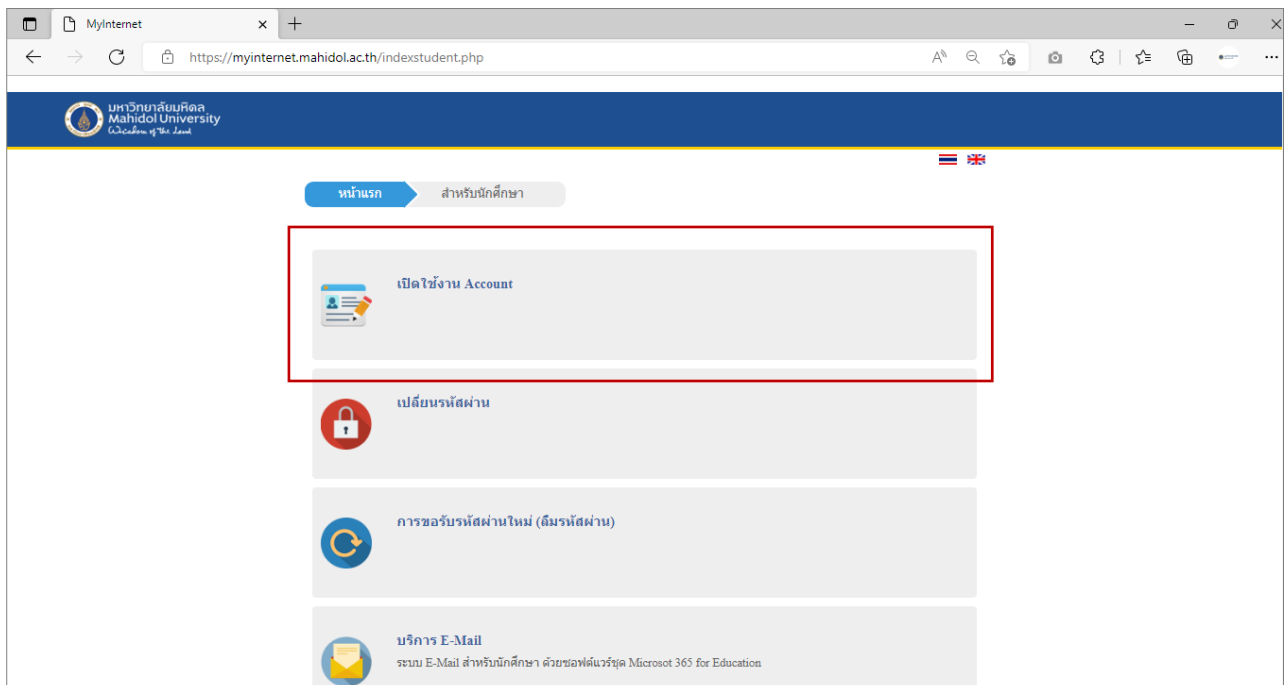 MyInternet
https://myinternet.mahidol.ac.th/indexstudent.php
มหาวิทยาลัยมหิดล
Mahidol University
Wisdom of the Land
หน้าแรก
สำหรับนักศึกษา
เปิดใช้งาน Account
เปลี่ยนรหัสผ่าน
การขอรับรหัสผ่านใหม่ (ลืมรหัสผ่าน)
บริการ E-Mail
ระบบ E-Mail สำหรับนักศึกษา ด้วยซอฟต์แวร์ชุด Microsot 365 for Education